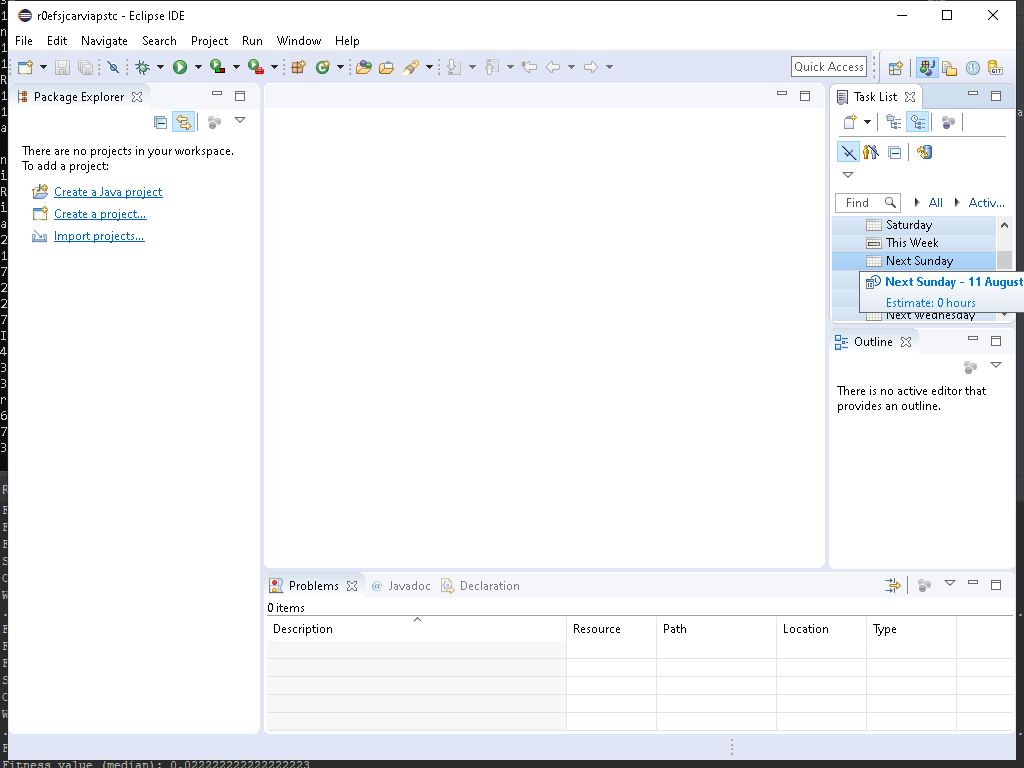 r0efsjcarviapstc - Eclipse IDE
File Edit Navigate Search Project Run Window Help
Quick Access
Package Explorer
Task List
There are no projects in your workspace.
To add a project:
Create a Java project
Create a project...
Import projects...
Find
All
Activ...
Saturday
This Week
Next Sunday
Next Sunday - 11 August
Estimate: 0 hours
Next Wednesday
Outline
There is no active editor that
provides an outline.
Problems
@ Javadoc
Declaration
0 items
Description Resource Path Location Type
Fitness value (median): 0.022222222222222223